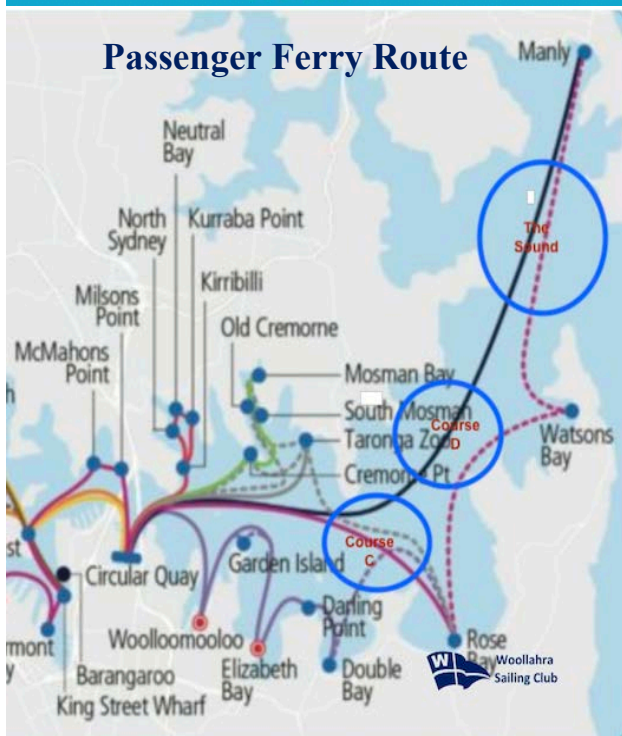 Passenger Ferry Route
Manly
Neutral
Bay
North
Sydney
Kurraba Point
The
Sound
Milsons
Point
Kirribilli
McMahons
Point
Old Cremorne
h
Mosman Bay
South Mosman
Course
D
Taronga Zoo
Watsons
Bay
Cremorne Pt
Course
C
st
Circular Quay
Garden Island
Darling
Point
rmont
y
Woolloomooloo
Rose
Bay
Barangaroo
Elizabeth
Bay
Double
Bay
King Street Wharf
W
Woollahra
Sailing Club